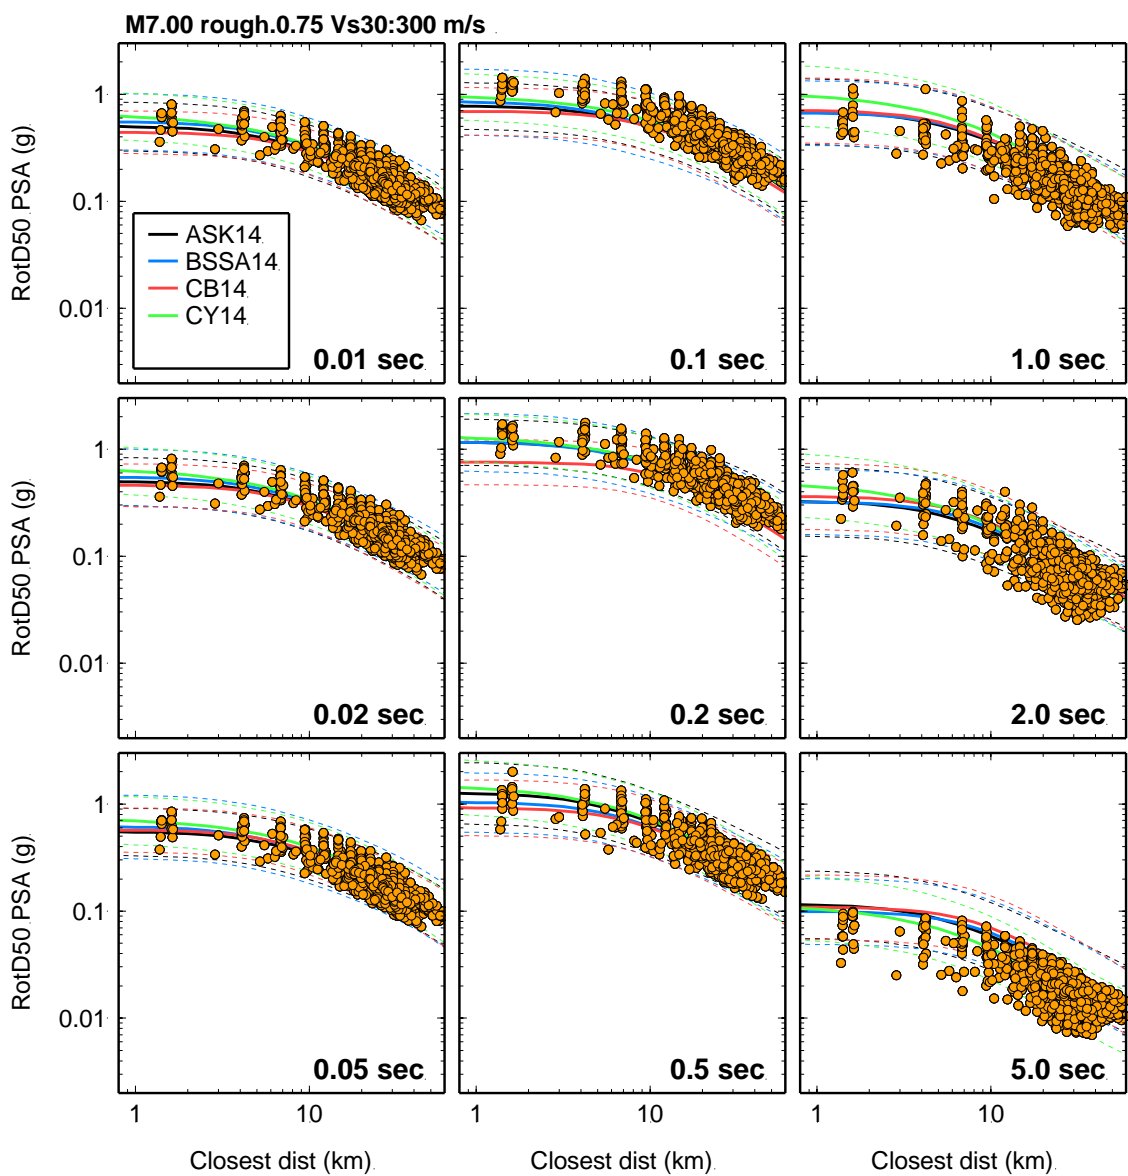 M7.00 rough.0.75 Vs30:300 m/s
RotD50 PSA (g)
1
0.1
0.01
ASK14
BSSA14
CB14
CY14
0.01 sec
0.1 sec
1.0 sec
RotD50 PSA (g)
1
0.1
0.01
0.02 sec
0.2 sec
2.0 sec
RotD50 PSA (g)
1
0.1
0.01
0.05 sec
0.5 sec
5.0 sec
1 10
1 10
1 10
Closest dist (km)
Closest dist (km)
Closest dist (km)